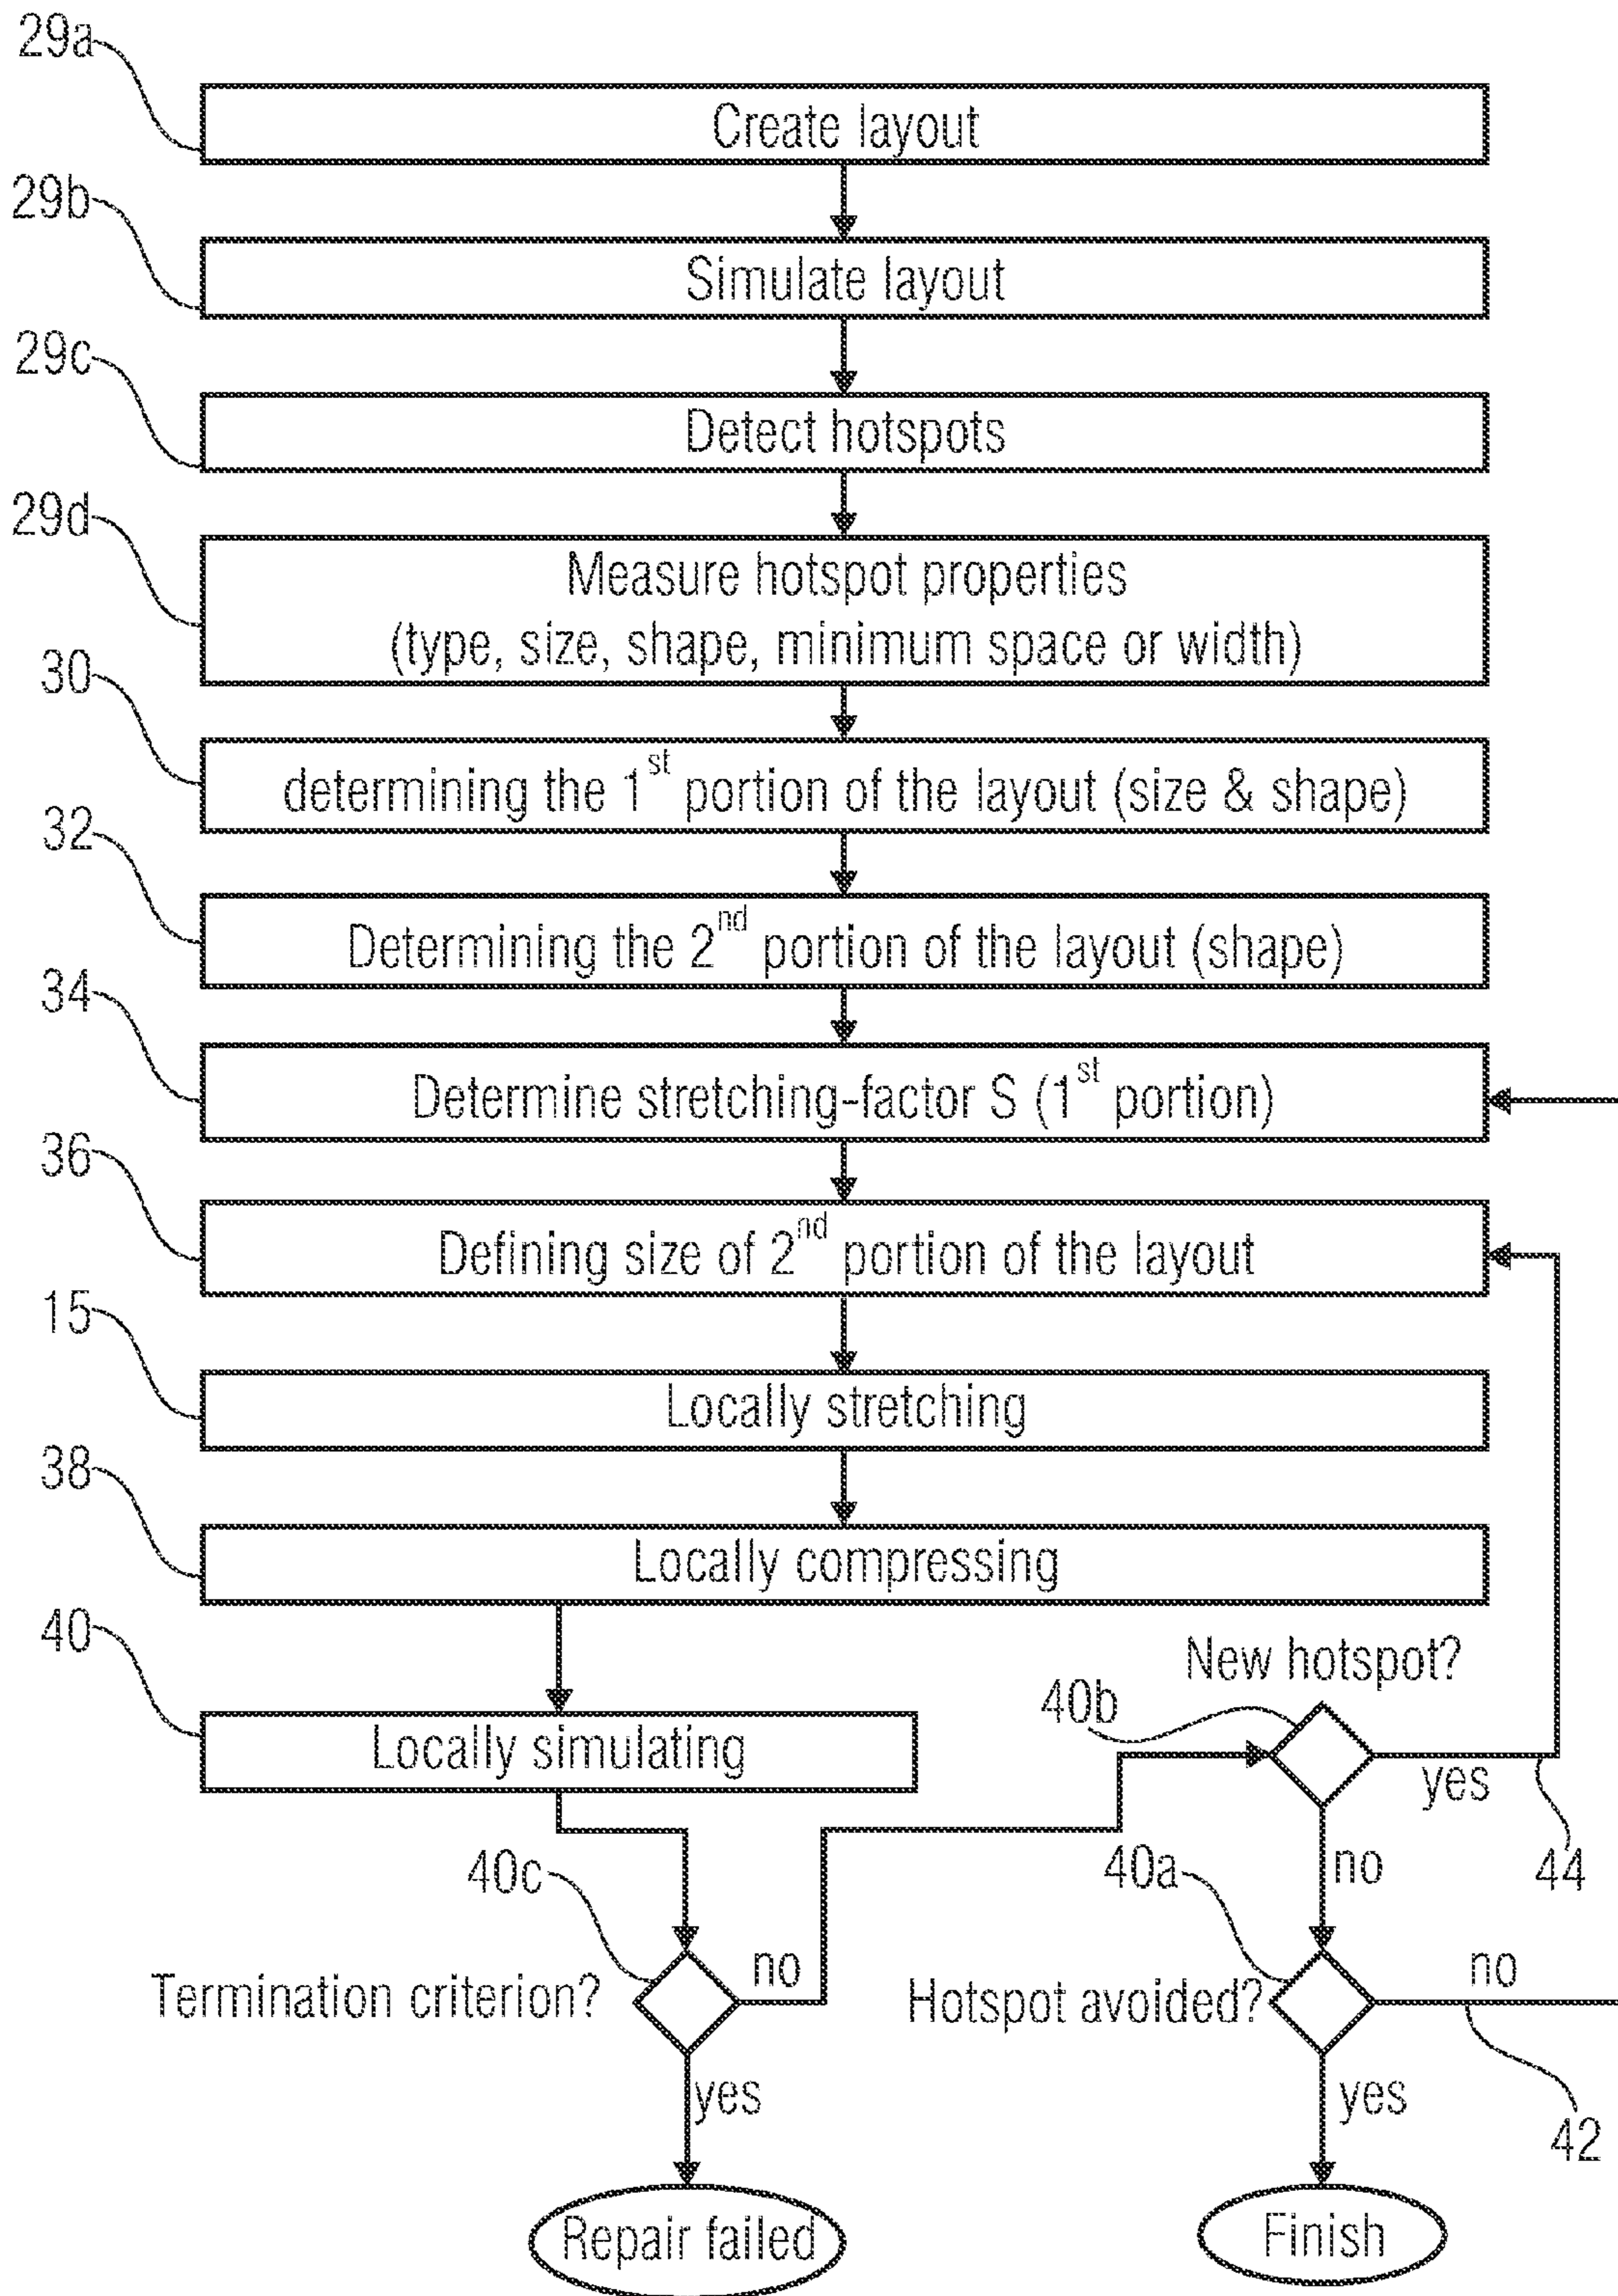 29a
Create layout
29b
Simulate layout
29c
Detect hotspots
29d
Measure hotspot properties
(type, size, shape, minimum space or width)
30
determining the 1st portion of the layout (size & shape)
32
Determining the 2nd portion of the layout (shape)
34
Determine stretching-factor S (1st portion)
36
Defining size of 2nd portion of the layout
15
Locally stretching
38
Locally compressing
40
Locally simulating
New hotspot?
40b
yes
44
no
40c
Termination criterion?
no
40a
Hotspot avoided?
no
42
yes
yes
Repair failed
Finish